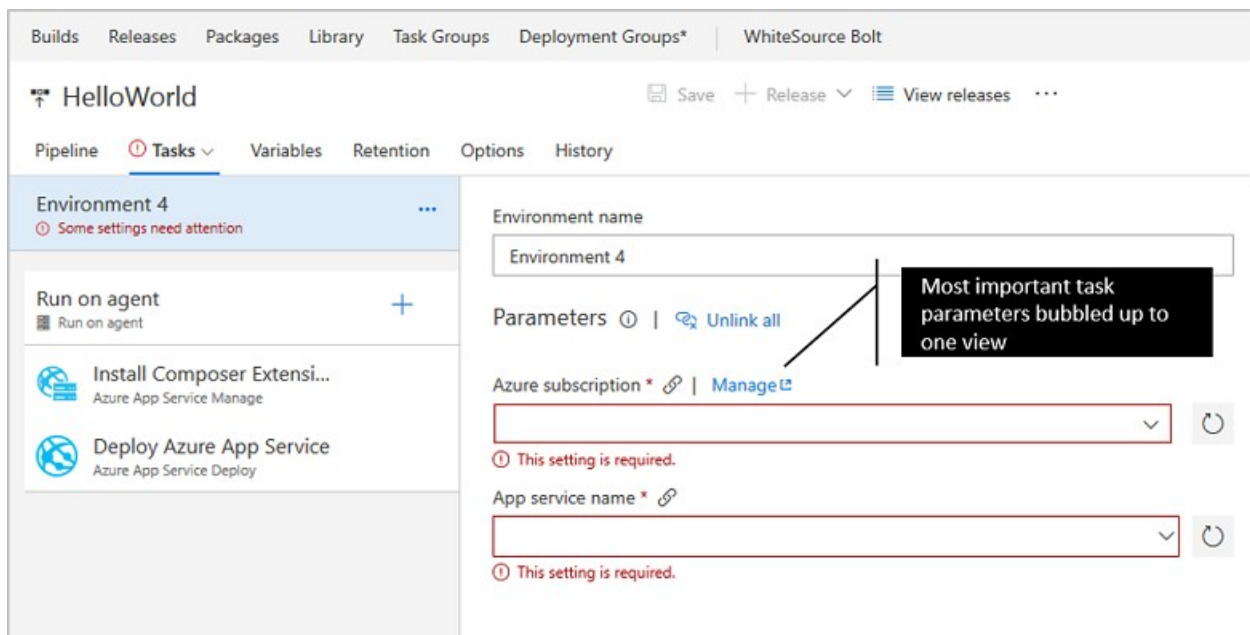 Builds Releases Packages Library Task Groups Deployment Groups* | WhiteSource Bolt
HelloWorld Save + Release View releases ...
Pipeline Tasks Variables Retention Options History
Environment 4 ...
Some settings need attention
Run on agent +
Run on agent
Install Composer Extensi...
Azure App Service Manage
Deploy Azure App Service
Azure App Service Deploy
Environment name
Environment 4
Most important task
parameters bubbled up to
one view
Parameters | Unlink all
Azure subscription * | Manage
This setting is required.
App service name *
This setting is required.